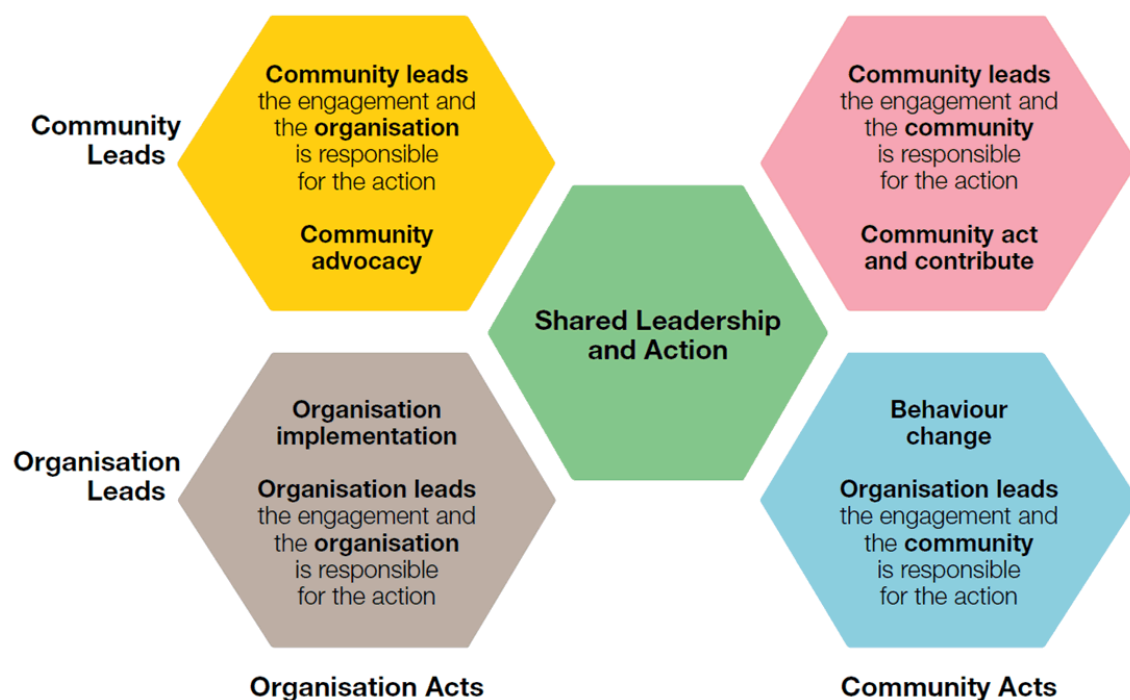 Community
Leads
Community leads
the engagement and
the organisation
is responsible
for the action
Community
advocacy
Community leads
the engagement and
the community
is responsible
for the action
Community act
and contribute
Shared Leadership
and Action
Organisation
Leads
Organisation
implementation
Organisation leads
the engagement and
the organisation
is responsible
for the action
Behaviour
change
Organisation leads
the engagement and
the community
is responsible
for the action
Organisation Acts
Community Acts